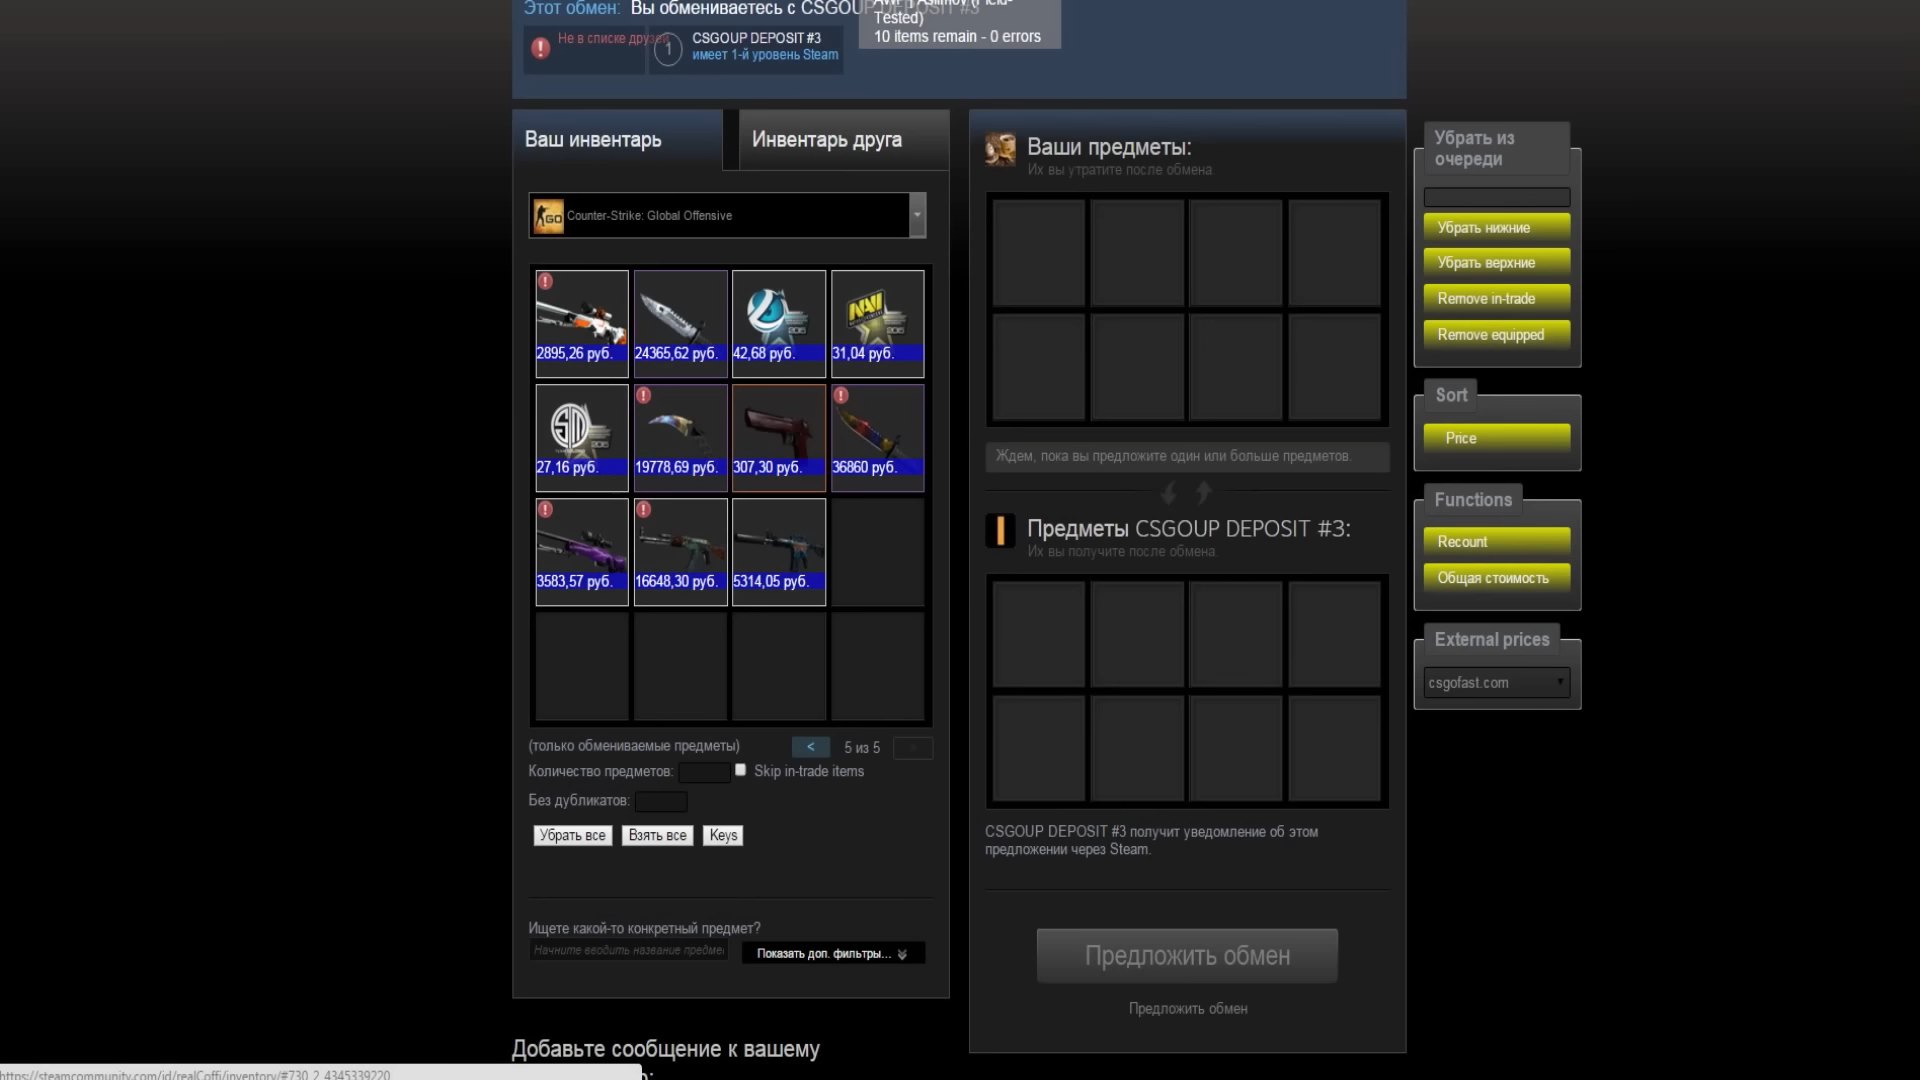 Этот обмен: Вы обмениваетесь с CSGOUP DEPOSIT #3
Tested)
10 items remain - 0 errors
Не в списке друзей
1
CSGOUP DEPOSIT #3
имеет 1-й уровень Steam
Ваш инвентарь
Инвентарь друга
Counter-Strike: Global Offensive
2895,26 руб.
24365,62 руб.
42,68 руб.
31,04 руб.
27,16 руб.
19778,69 руб.
307,30 руб.
36860 руб.
3583,57 руб.
16648,30 руб.
5314,05 руб.
(только обмениваемые предметы)
< 5 из 5
Количество предметов:
Skip in-trade items
Без дубликатов:
Убрать все
Взять все
Keys
Ищете какой-то конкретный предмет?
Начните вводить название предме
Показать доп. фильтры...
Добавьте сообщение к вашему
Ваши предметы:
Их вы утратите после обмена.
Ждем, пока вы предложите один или больше предметов.
Предметы CSGOUP DEPOSIT #3:
Их вы получите после обмена.
CSGOUP DEPOSIT #3 получит уведомление об этом
предложении через Steam.
Предложить обмен
Предложить обмен
Убрать из
очереди
Убрать нижние
Убрать верхние
Remove in-trade
Remove equipped
Sort
Price
Functions
Recount
Общая стоимость
External prices
csgofast.com
https://steamcommunity.com/id/realCoffi/inventory/#730_2_4345339220